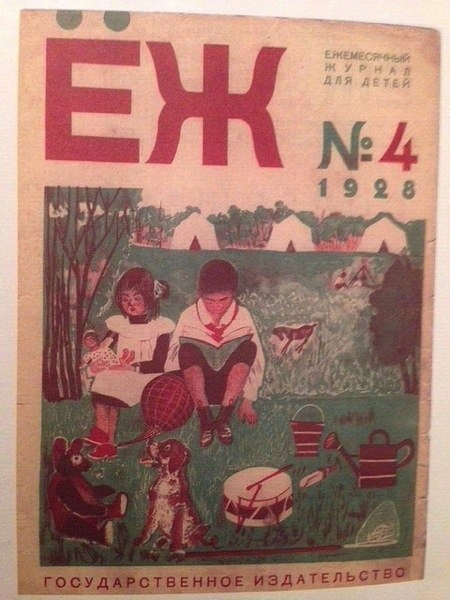 ЁЖ
ЕЖЕМЕСЯЧНЫЙ
ЖУРНАЛ
ДЛЯ ДЕТЕЙ
№4
1928
ГОСУДАРСТВЕННОЕ ИЗДАТЕЛЬСТВО